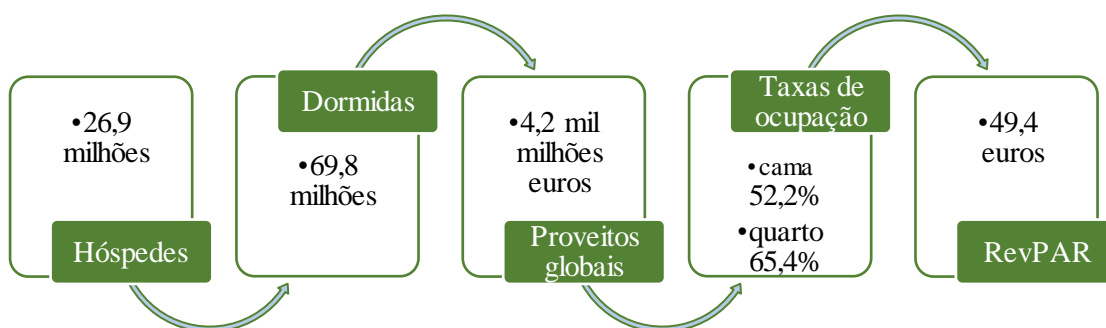 •26,9
milhões
Hóspedes
Dormidas
•69,8
milhões
•4,2 mil
milhões
euros
Proveitos
globais
Taxas de
ocupação
•cama
52,2%
•quarto
65,4%
•49,4
euros
RevPAR